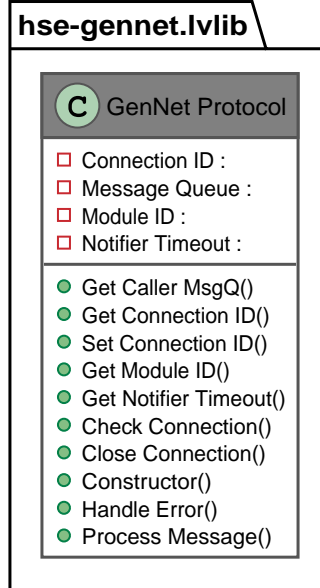 hse-gennet.lvlib
C GenNet Protocol
Connection ID :
Message Queue :
Module ID :
Notifier Timeout :
Get Caller MsgQ()
Get Connection ID()
Set Connection ID()
Get Module ID()
Get Notifier Timeout()
Check Connection()
Close Connection()
Constructor()
Handle Error()
Process Message()